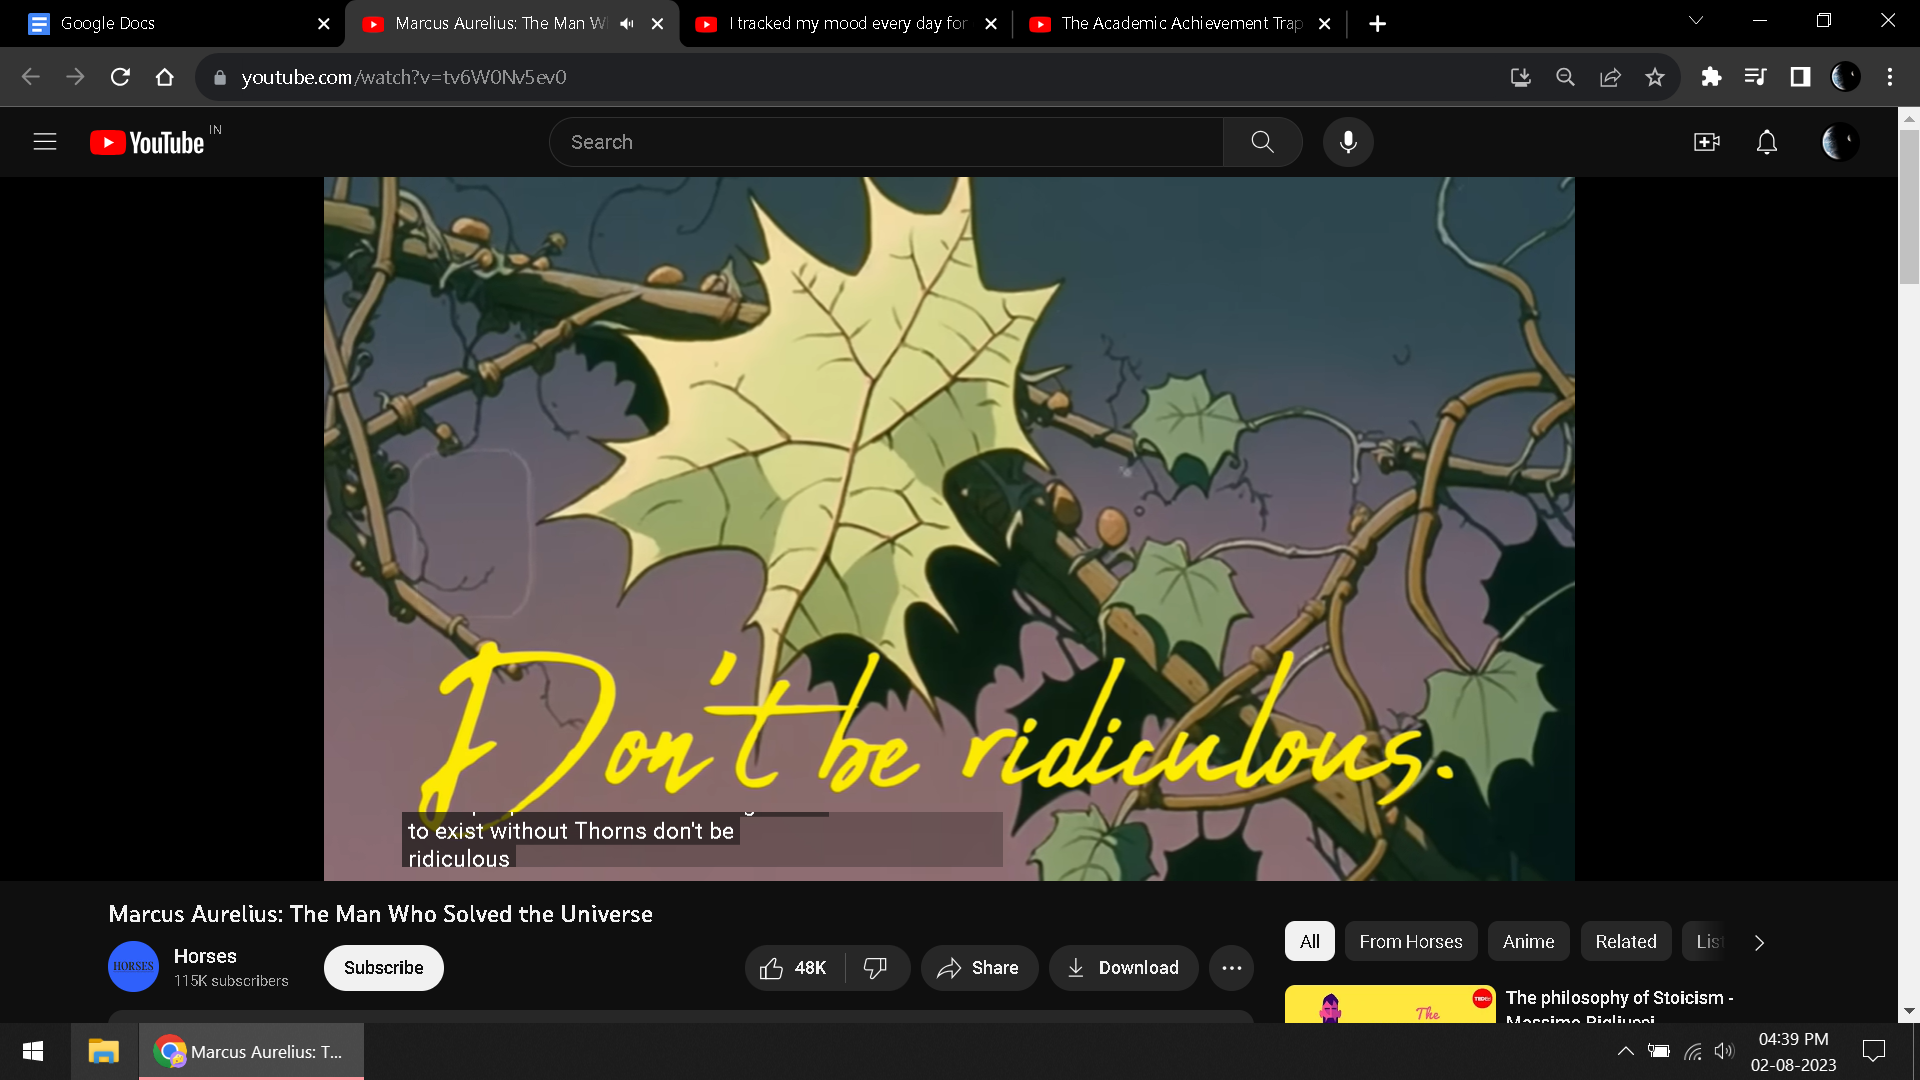 Google Docs
Marcus Aurelius: The Man W
I tracked my mood every day for
The Academic Achievement Trap
youtube.com/watch?v=tv6W0Nv5ev0
YouTube IN
Search
Don't be ridiculous.
to exist without Thorns don't be
ridiculous
Marcus Aurelius: The Man Who Solved the Universe
HORSES
Horses
115K subscribers
Subscribe
48K
Share
Download
All
From Horses
Anime
Related
List
The
The philosophy of Stoicism -
Massimo Pigliucci
Marcus Aurelius: T...
04:39 PM
02-08-2023